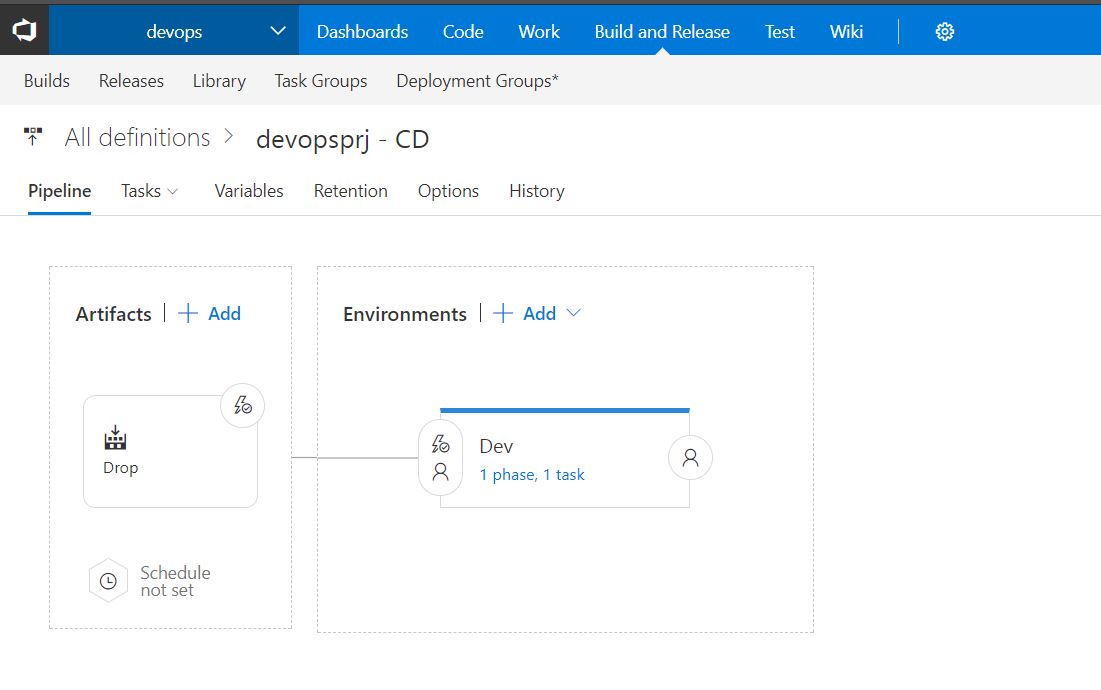 devops Dashboards Code Work Build and Release Test Wiki
Builds Releases Library Task Groups Deployment Groups*
All definitions > devopsprj - CD
Pipeline Tasks Variables Retention Options History
Artifacts | + Add
Environments | + Add
Drop
Dev
1 phase, 1 task
Schedule
not set